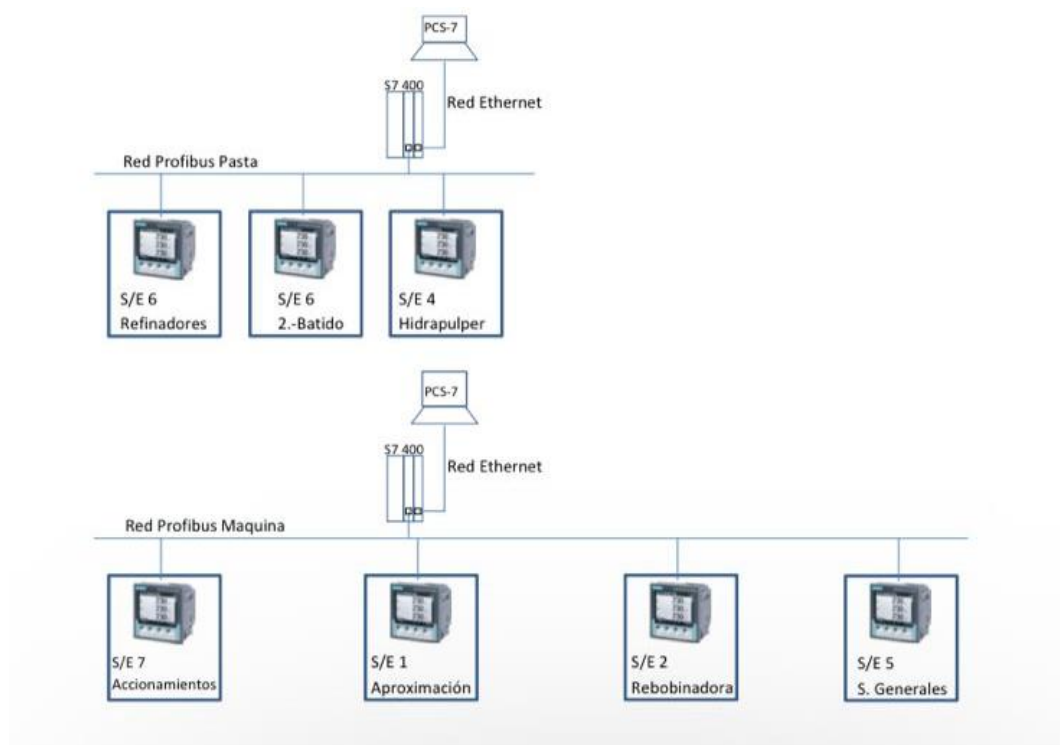 PCS-7
S7 400
Red Ethernet
Red Profibus Pasta
S/E 6
Refinadores
S/E 6
2.-Batido
S/E 4
Hidrapulper
PCS-7
S7 400
Red Ethernet
Red Profibus Maquina
S/E 7
Accionamientos
S/E 1
Aproximación
S/E 2
Rebobinadora
S/E 5
S. Generales